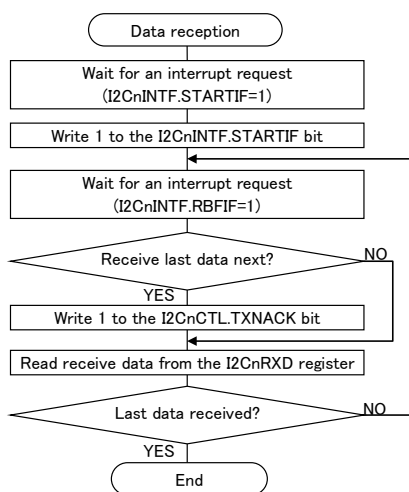 Data reception
Wait for an interrupt request
(I2CnINTF.STARTIF=1)
Write 1 to the I2CnINTF.STARTIF bit
Wait for an interrupt request
(I2CnINTF.RBFIF=1)
Receive last data next?
NO
YES
Write 1 to the I2CnCTL.TXNACK bit
Read receive data from the I2CnRXD register
Last data received?
NO
YES
End